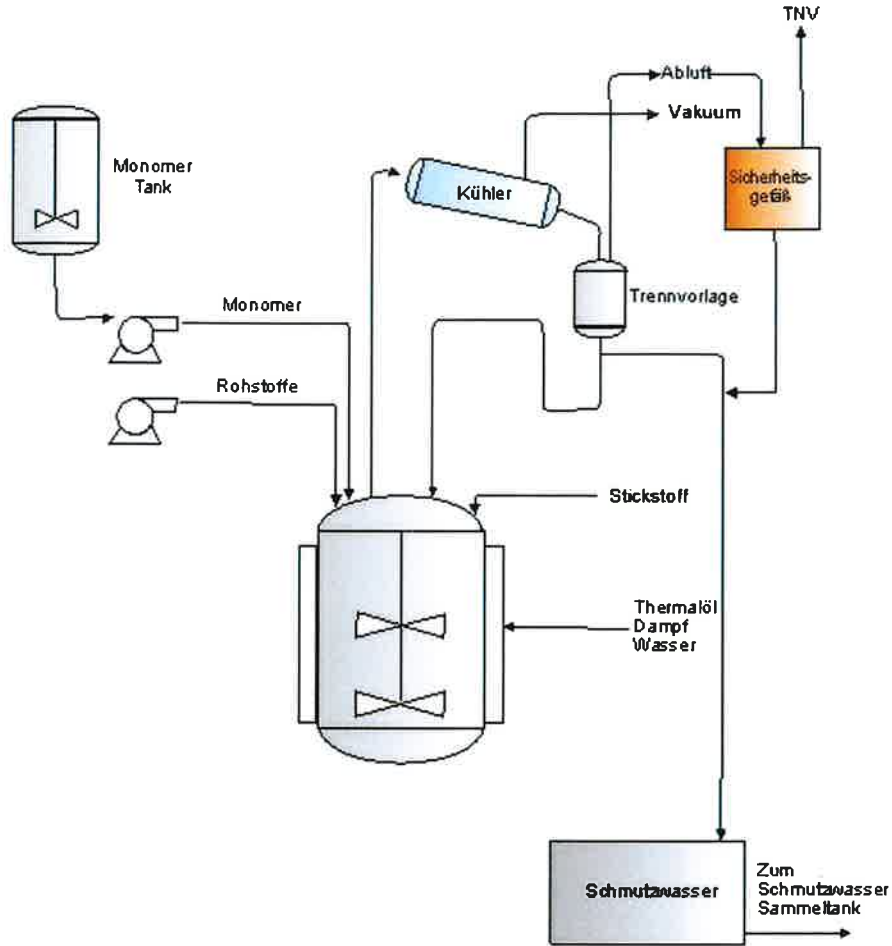 TNV
Abluft
Vakuum
Monomer
Tank
Kühler
Sicherheits-
gefäß
Trennvorlage
Monomer
Rohstoffe
Stickstoff
Thermalöl
Dampf
Wasser
Schmutzwasser
Zum
Schmutzwasser
Sammeltank